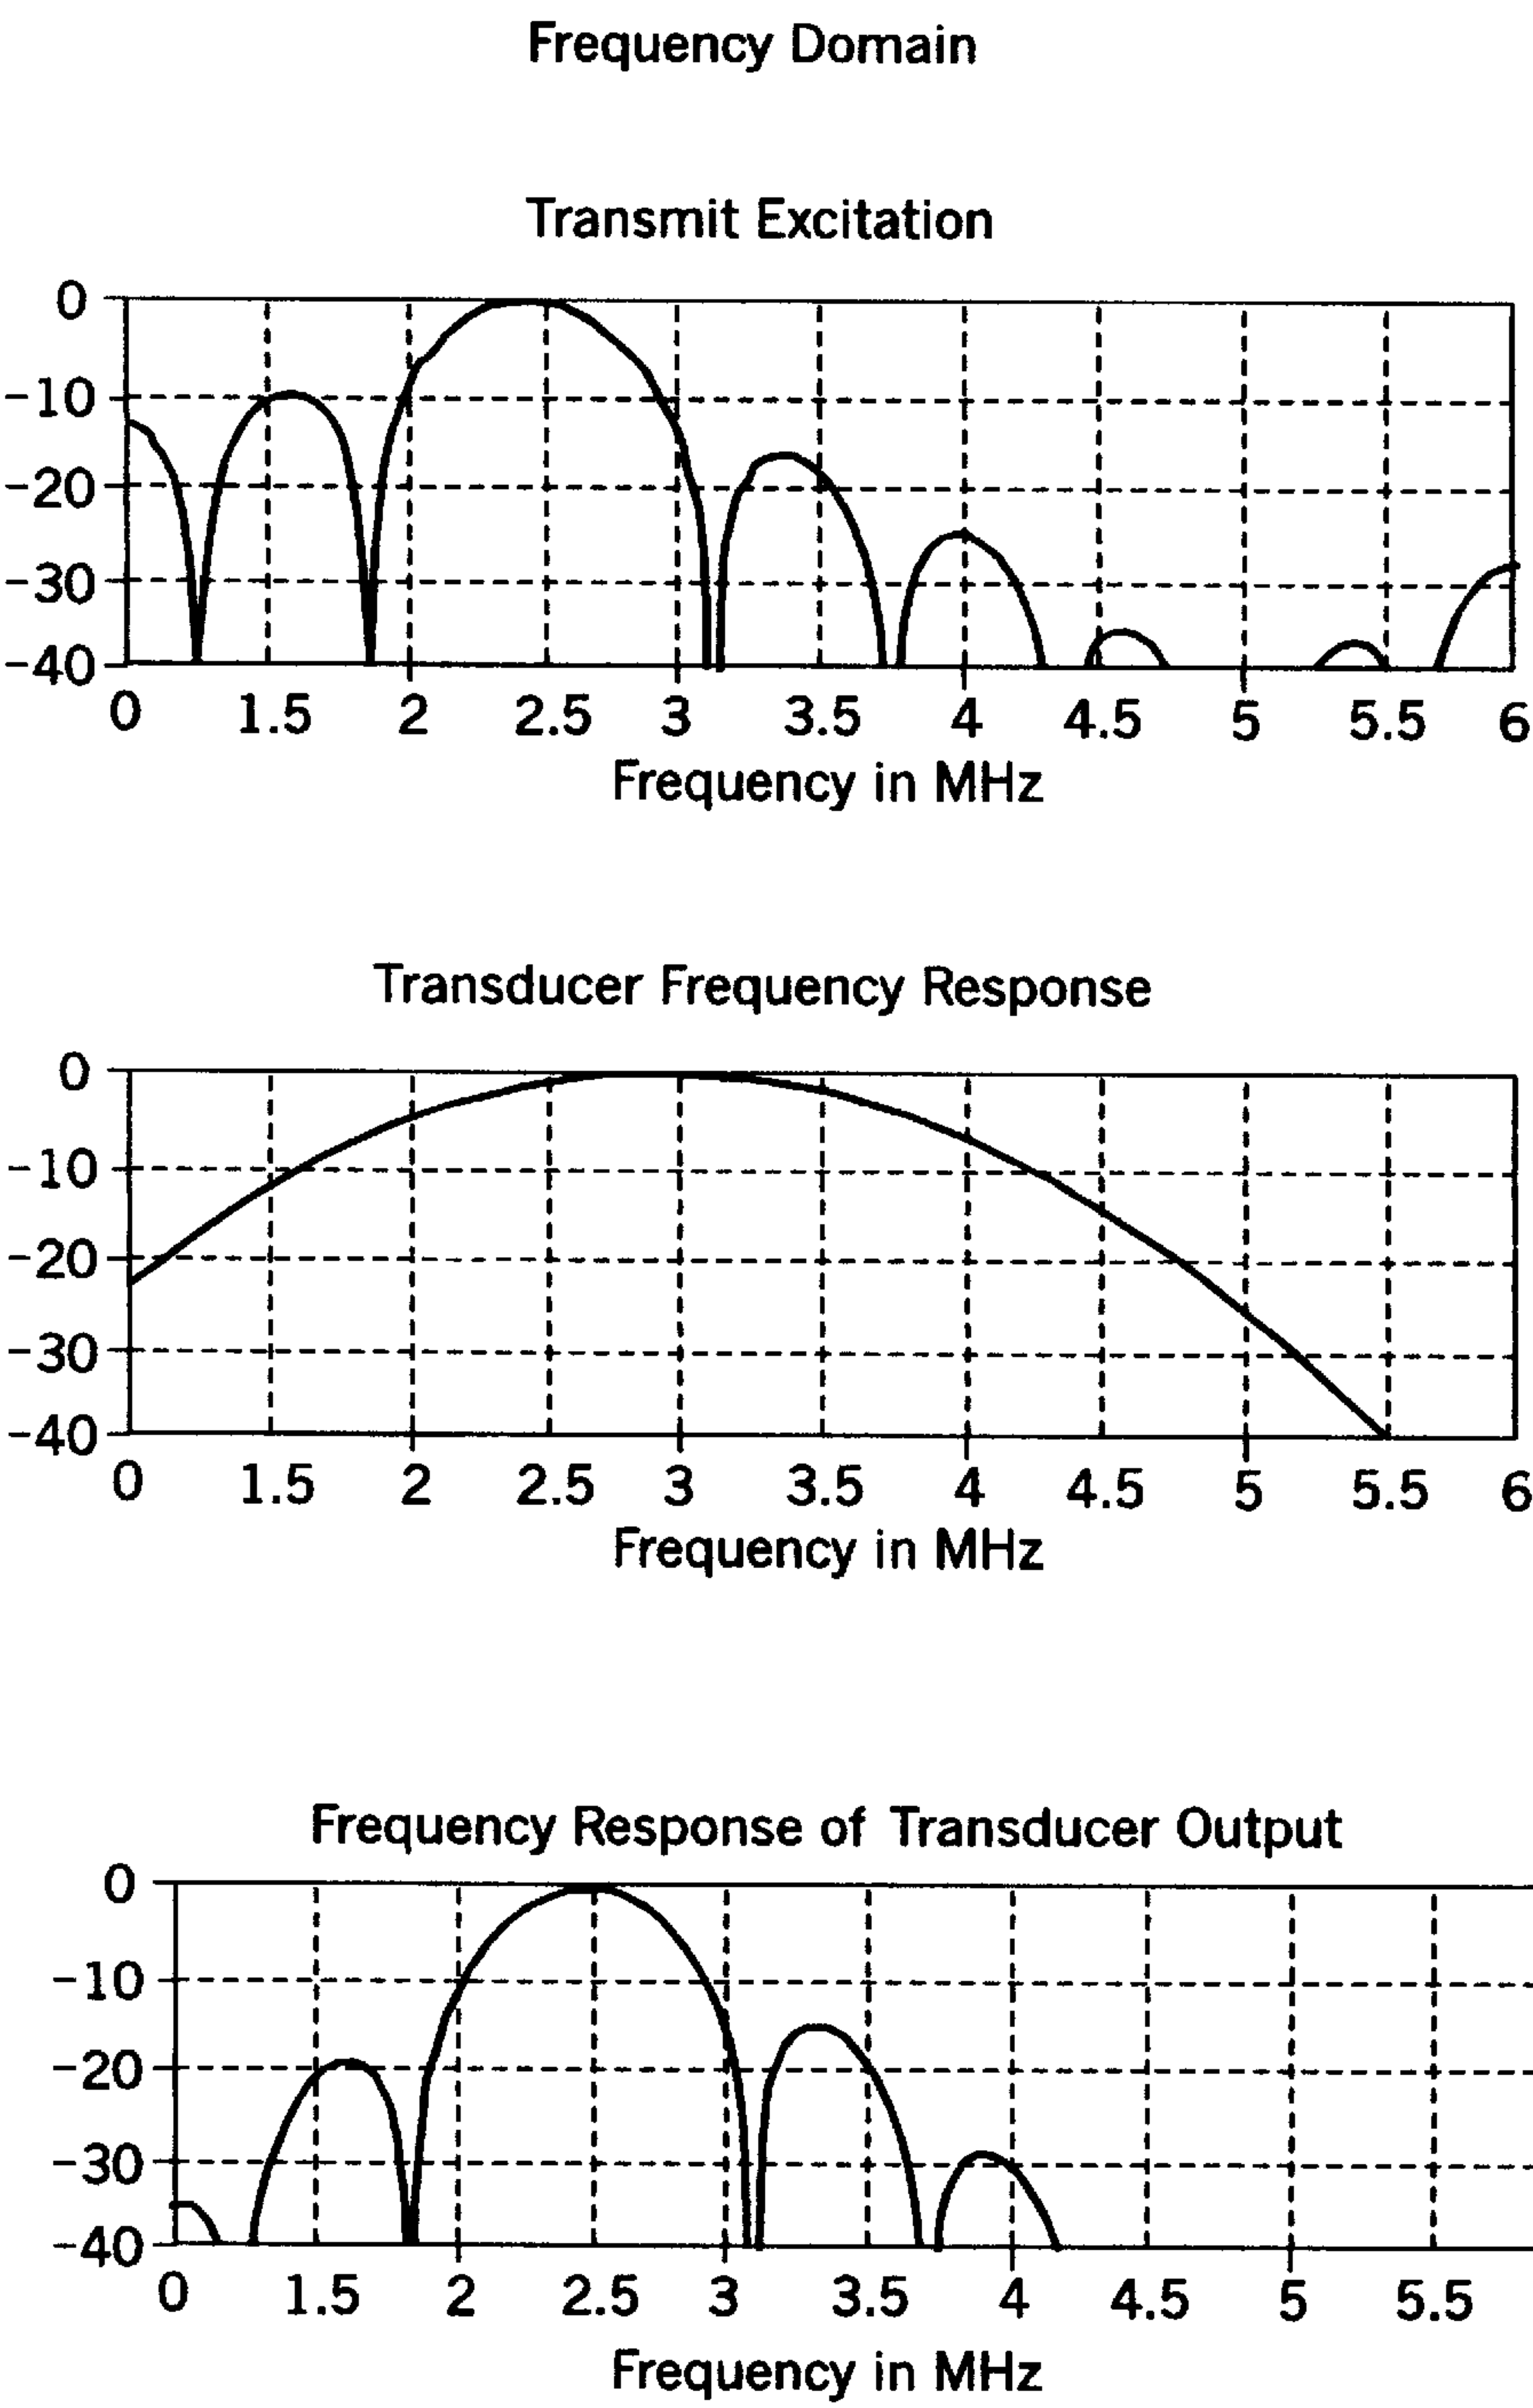 Frequency Domain
Transmit Excitation
0
-10
-20
-30
-40
0 1.5 2 2.5 3 3.5 4 4.5 5 5.5 6
Frequency in MHz
Transducer Frequency Response
0
-10
-20
-30
-40
0 1.5 2 2.5 3 3.5 4 4.5 5 5.5 6
Frequency in MHz
Frequency Response of Transducer Output
0
-10
-20
-30
-40
0 1.5 2 2.5 3 3.5 4 4.5 5 5.5
Frequency in MHz